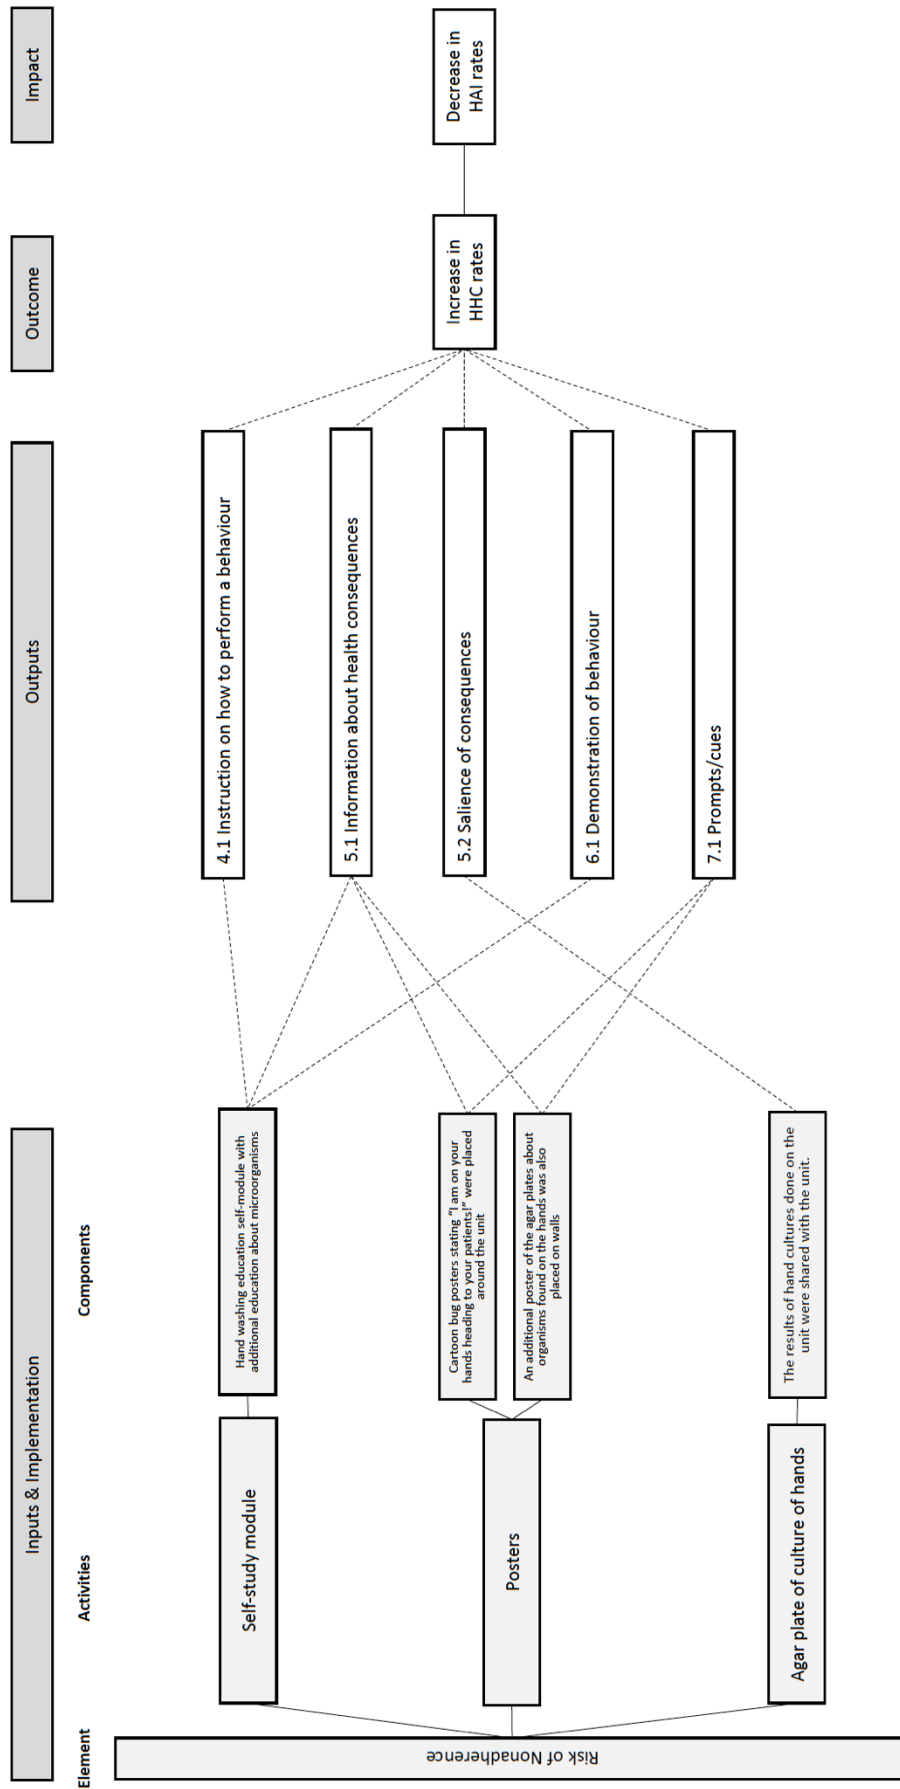 Inputs & Implementation
Outputs
Outcome
Impact
Element
Activities
Components
Risk of Nonadherence
Self-study module
Hand washing education self-module with
additional education about microorganisms
Posters
Cartoon bug posters stating “I am on your
hands heading to your patients!” were placed
around the unit
An additional poster of the agar plates about
organisms found on the hands was also
placed on walls
Agar plate of culture of hands
The results of hand cultures done on the
unit were shared with the unit.
4.1 Instruction on how to perform a behaviour
5.1 Information about health consequences
5.2 Salience of consequences
6.1 Demonstration of behaviour
7.1 Prompts/cues
Increase in
HHC rates
Decrease in
HAI rates